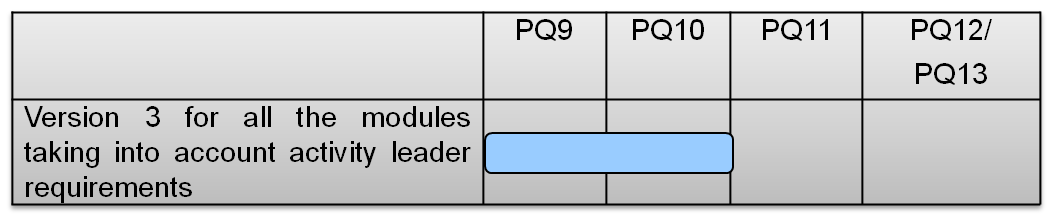 PQ9 PQ10 PQ11 PQ12/
PQ13
Version 3 for all the modules
taking into account activity leader
requirements